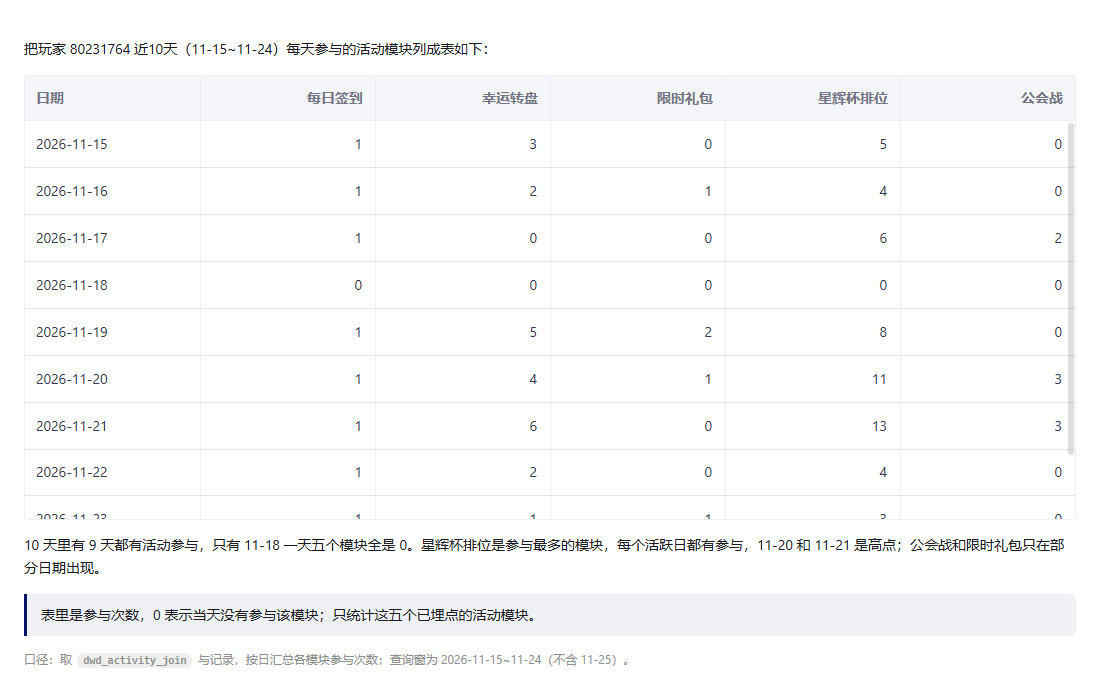 把玩家 80231764 近10天（11-15~11-24）每天参与的活动模块列成表如下：
日期 每日签到 幸运转盘 限时礼包 星辉杯排位 公会战
2026-11-15 1 3 0 5 0
2026-11-16 1 2 1 4 0
2026-11-17 1 0 0 6 2
2026-11-18 0 0 0 0 0
2026-11-19 1 5 2 8 0
2026-11-20 1 4 1 11 3
2026-11-21 1 6 0 13 3
2026-11-22 1 2 0 4 0
2026-11-23 1 1 1 3 0
10 天里有 9 天都有活动参与，只有 11-18 一天五个模块全是 0。星辉杯排位是参与最多的模块，每个活跃日都有参与，11-20 和 11-21 是高点；公会战和限时礼包只在部
分日期出现。
表里是参与次数，0 表示当天没有参与该模块；只统计这五个已埋点的活动模块。
口径：取 dwd_activity_join 与记录，按日汇总各模块参与次数；查询窗为 2026-11-15~11-24（不含 11-25）。